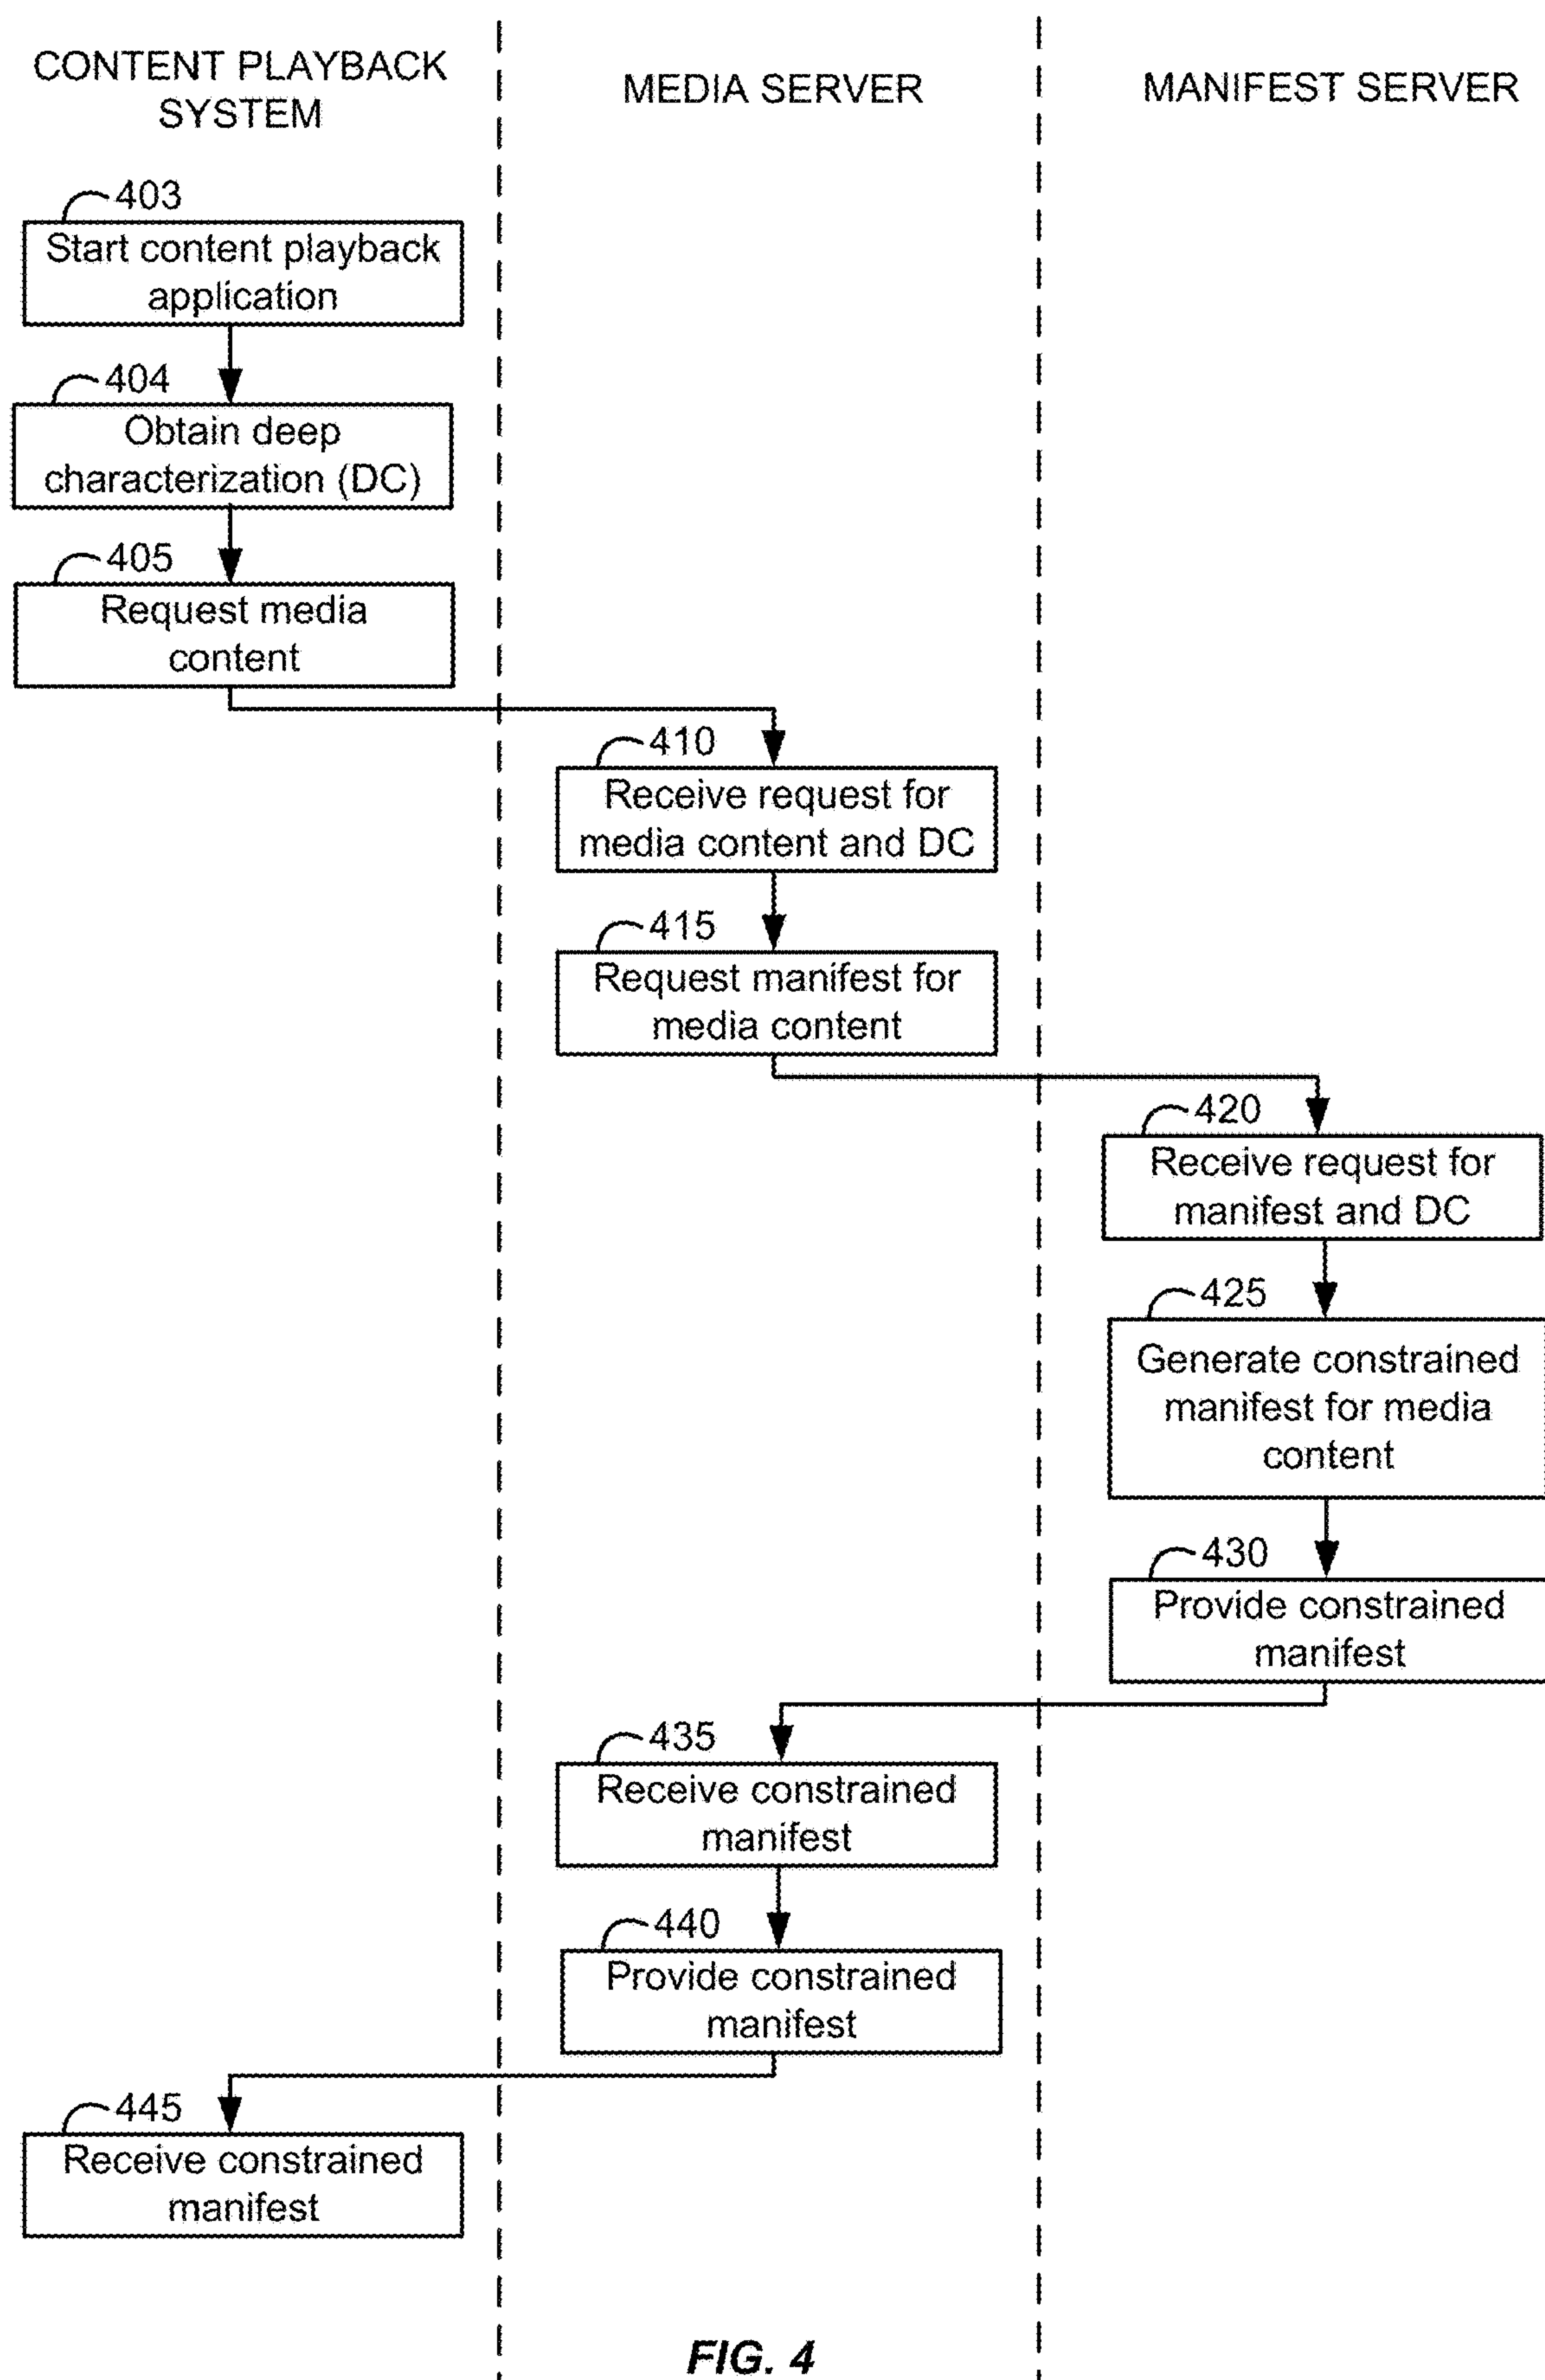 CONTENT PLAYBACK
SYSTEM
MEDIA SERVER
MANIFEST SERVER
403
Start content playback
application
404
Obtain deep
characterization (DC)
405
Request media
content
410
Receive request for
media content and DC
415
Request manifest for
media content
420
Receive request for
manifest and DC
425
Generate constrained
manifest for media
content
430
Provide constrained
manifest
435
Receive constrained
manifest
440
Provide constrained
manifest
445
Receive constrained
manifest
FIG. 4